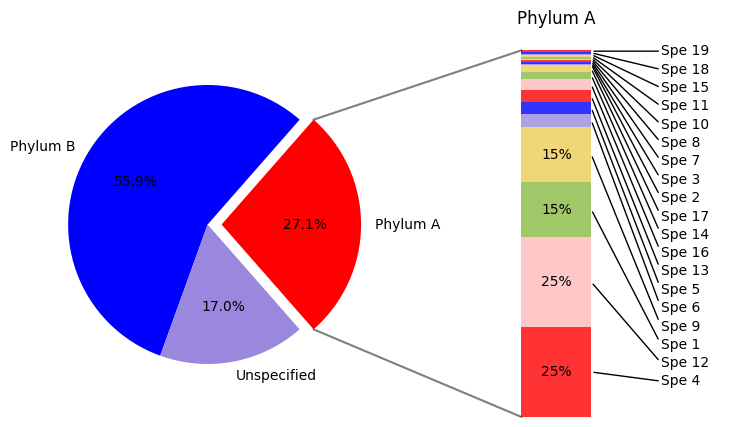 Phylum A
Phylum B
55.9%
27.1%
Phylum A
17.0%
Unspecified
15%
15%
25%
25%
Spe 19
Spe 18
Spe 15
Spe 11
Spe 10
Spe 8
Spe 7
Spe 3
Spe 2
Spe 17
Spe 14
Spe 16
Spe 13
Spe 5
Spe 6
Spe 9
Spe 1
Spe 12
Spe 4